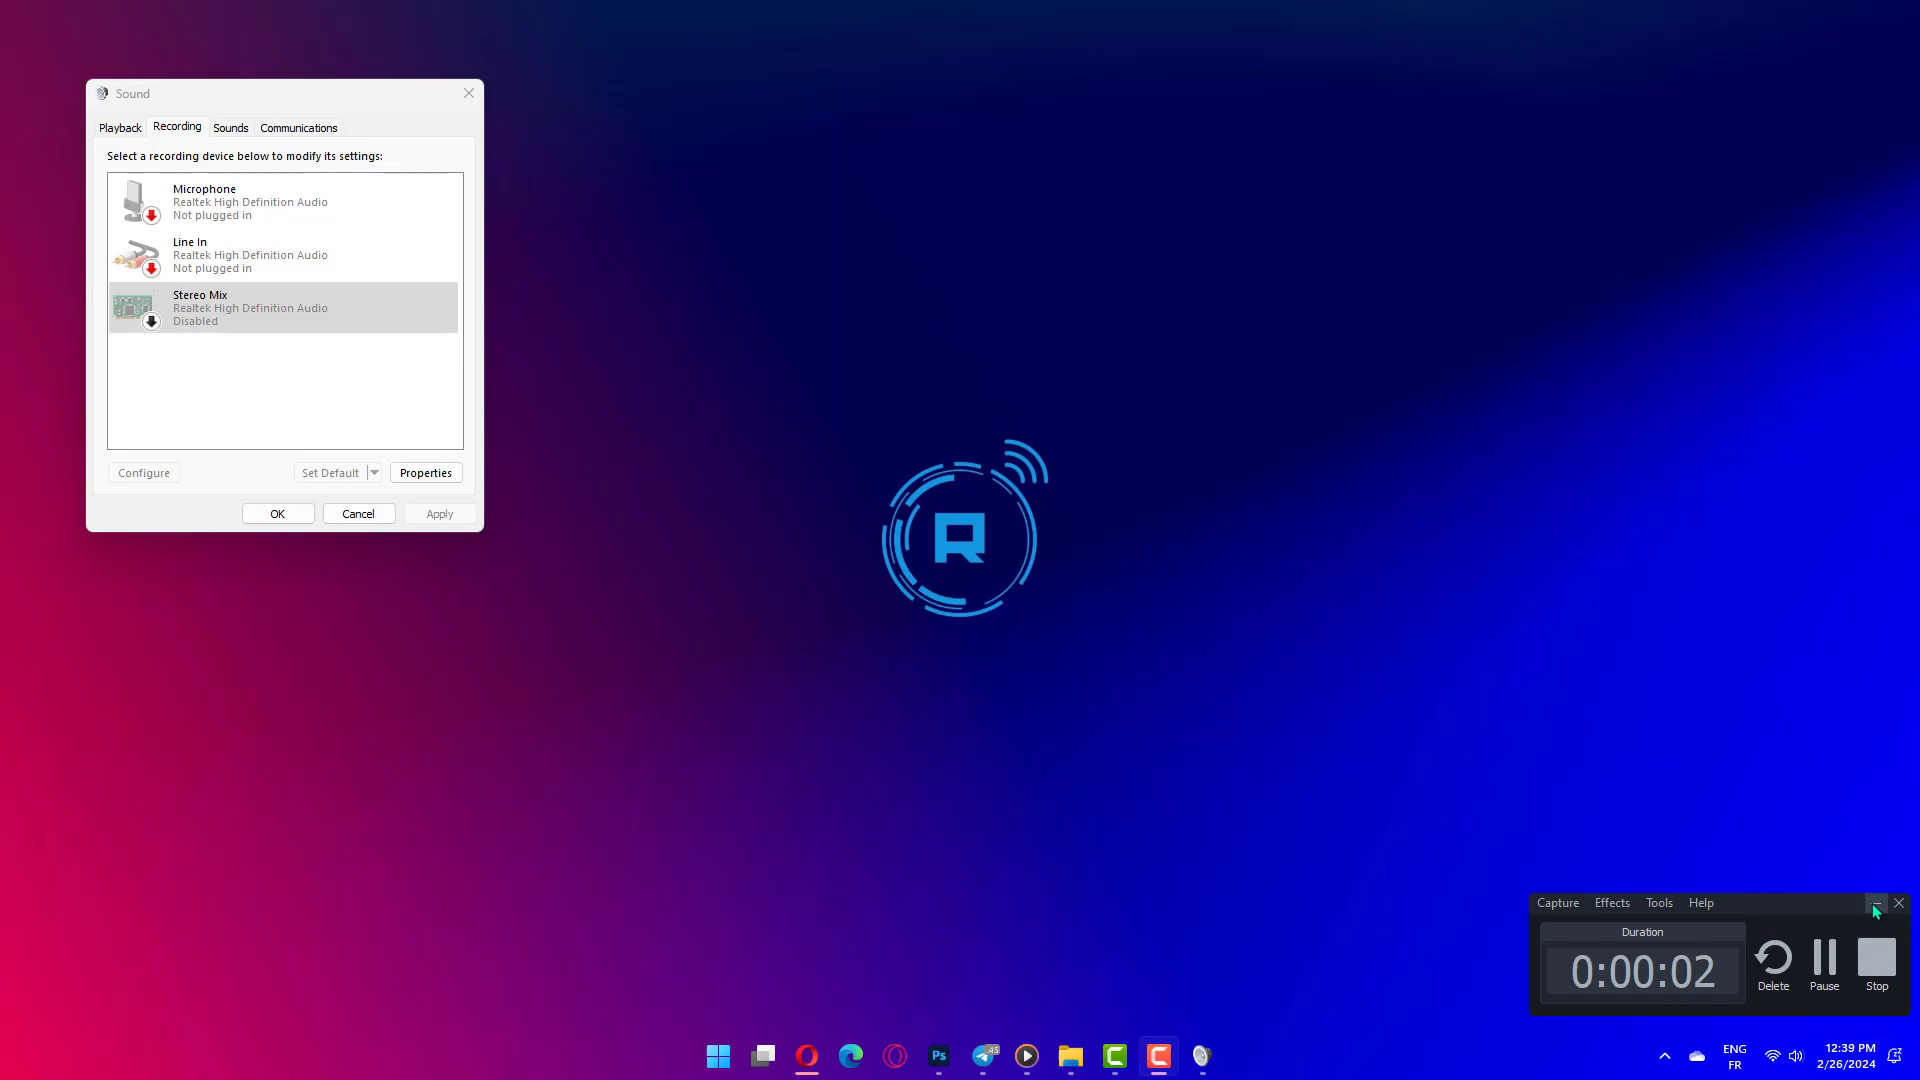 Sound
Playback Recording Sounds Communications
Select a recording device below to modify its settings:
Microphone
Realtek High Definition Audio
Not plugged in
Line In
Realtek High Definition Audio
Not plugged in
Stereo Mix
Realtek High Definition Audio
Disabled
Configure Set Default Properties
OK Cancel Apply
R
Capture Effects Tools Help
Duration
0:00:02
Delete Pause Stop
Ps
45
ENG
FR
12:39 PM
2/26/2024